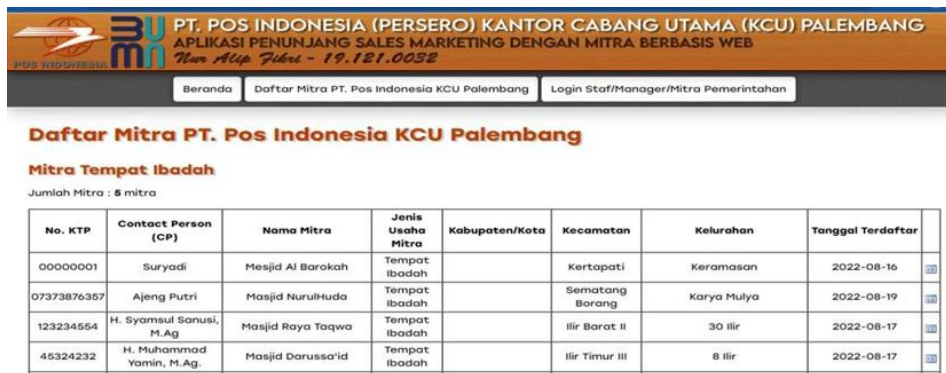 PT. POS INDONESIA (PERSERO) KANTOR CABANG UTAMA (KCU) PALEMBANG
APLIKASI PENUNJANG SALES MARKETING DENGAN MITRA BERBASIS WEB
Nur Alip Fikri - 19.121.0032
POS INDONESIA
BUMN
Beranda Daftar Mitra PT. Pos Indonesia KCU Palembang Login Staf/Manager/Mitra Pemerintahan
Daftar Mitra PT. Pos Indonesia KCU Palembang
Mitra Tempat Ibadah
Jumlah Mitra : 5 mitra
No. KTP Contact Person (CP) Nama Mitra Jenis Usaha Mitra Kabupaten/Kota Kecamatan Kelurahan Tanggal Terdaftar
00000001 Suryadi Mesjid Al Barokah Tempat Ibadah Kertapati Keramasan 2022-08-16
07373876357 Ajeng Putri Masjid NurulHuda Tempat Ibadah Sematang Borang Karya Mulya 2022-08-19
123234554 H. Syamsul Sanusi, M.Ag Masjid Raya Taqwa Tempat Ibadah Ilir Barat II 30 Ilir 2022-08-17
45324232 H. Muhammad Yamin, M.Ag. Masjid Darussa'id Tempat Ibadah Ilir Timur III 8 Ilir 2022-08-17